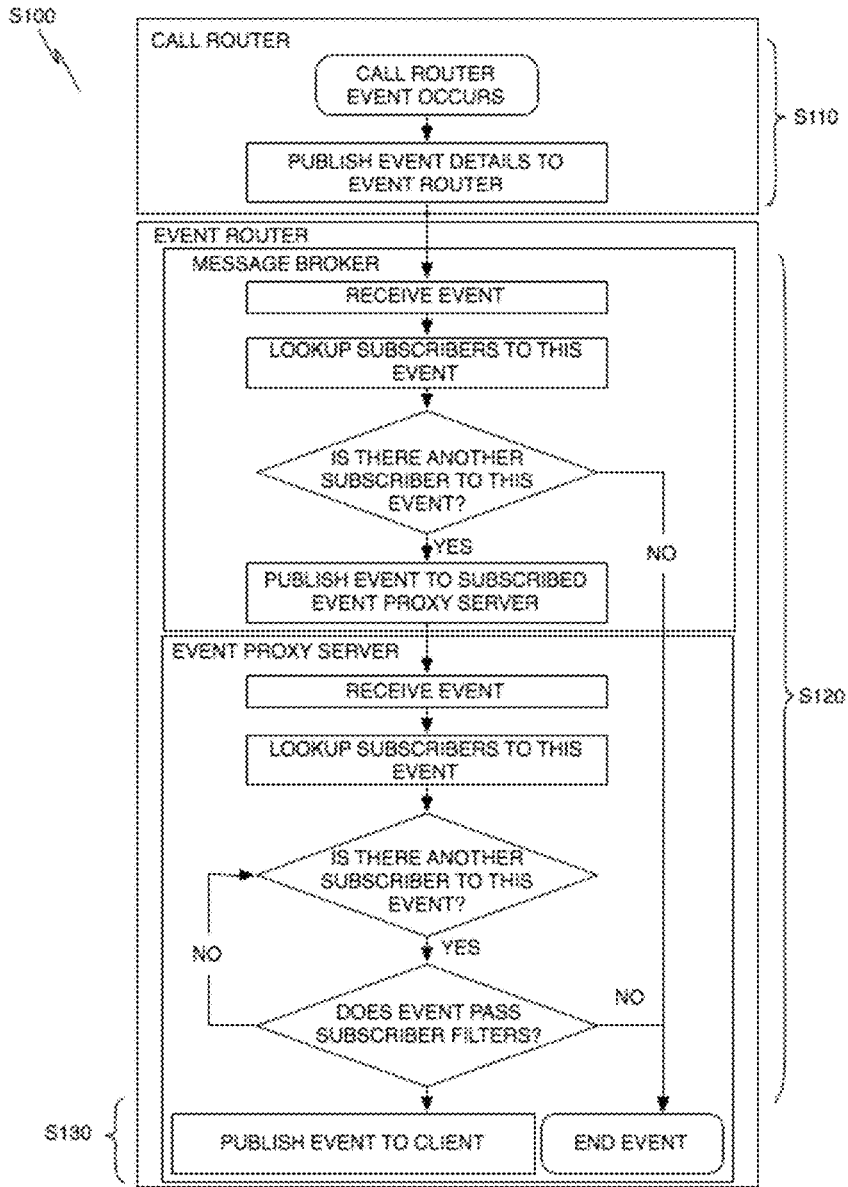 S100
CALL ROUTER
CALL ROUTER
EVENT OCCURS
S110
PUBLISH EVENT DETAILS TO
EVENT ROUTER
EVENT ROUTER
MESSAGE BROKER
RECEIVE EVENT
LOOKUP SUBSCRIBERS TO THIS
EVENT
IS THERE ANOTHER
SUBSCRIBER TO THIS
EVENT?
YES
NO
PUBLISH EVENT TO SUBSCRIBED
EVENT PROXY SERVER
EVENT PROXY SERVER
RECEIVE EVENT
S120
LOOKUP SUBSCRIBERS TO THIS
EVENT
IS THERE ANOTHER
SUBSCRIBER TO THIS
EVENT?
YES
NO
NO
DOES EVENT PASS
SUBSCRIBER FILTERS?
S130
PUBLISH EVENT TO CLIENT
END EVENT